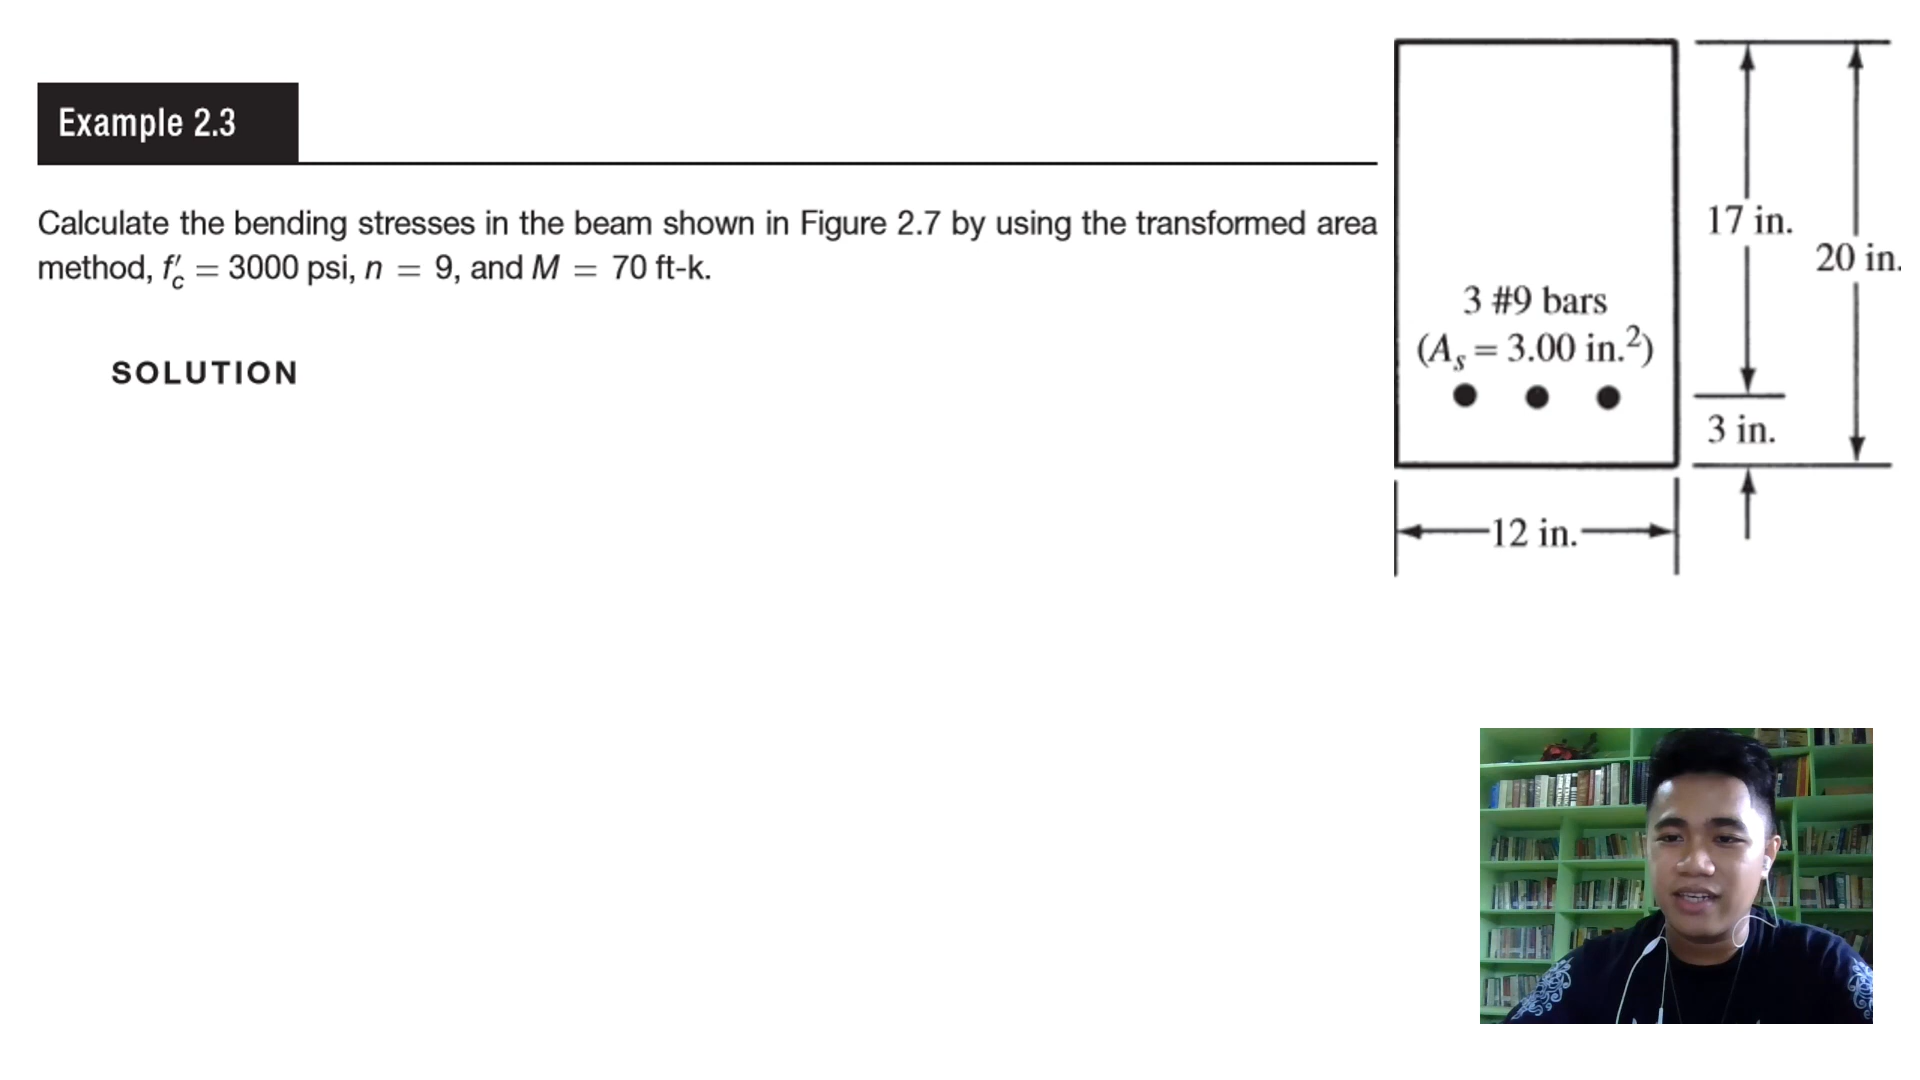 Example 2.3
Calculate the bending stresses in the beam shown in Figure 2.7 by using the transformed area
method, f′c = 3000 psi, n = 9, and M = 70 ft-k.
SOLUTION
17 in.
20 in.
3 #9 bars
(As = 3.00 in.²)
3 in.
12 in.